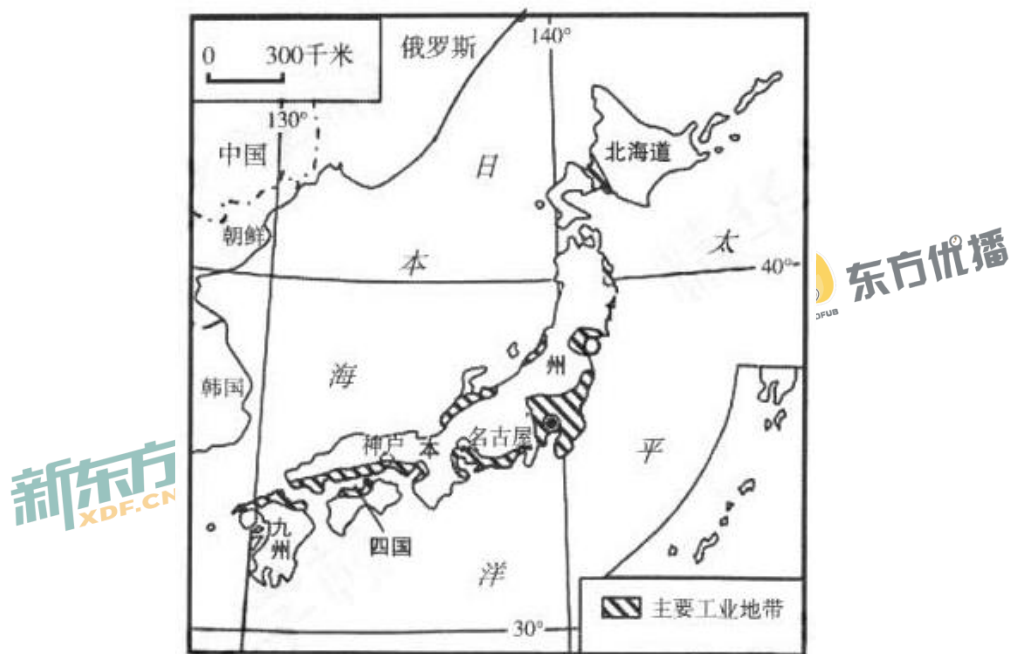 0 300千米
俄罗斯
140°
130°
中国
日
北海道
朝鲜
本
太
40°
东方优播
韩国
海
州
神户
本
名古屋
平
新东方
XDF.CN
九州
四国
洋
主要工业地带
30°